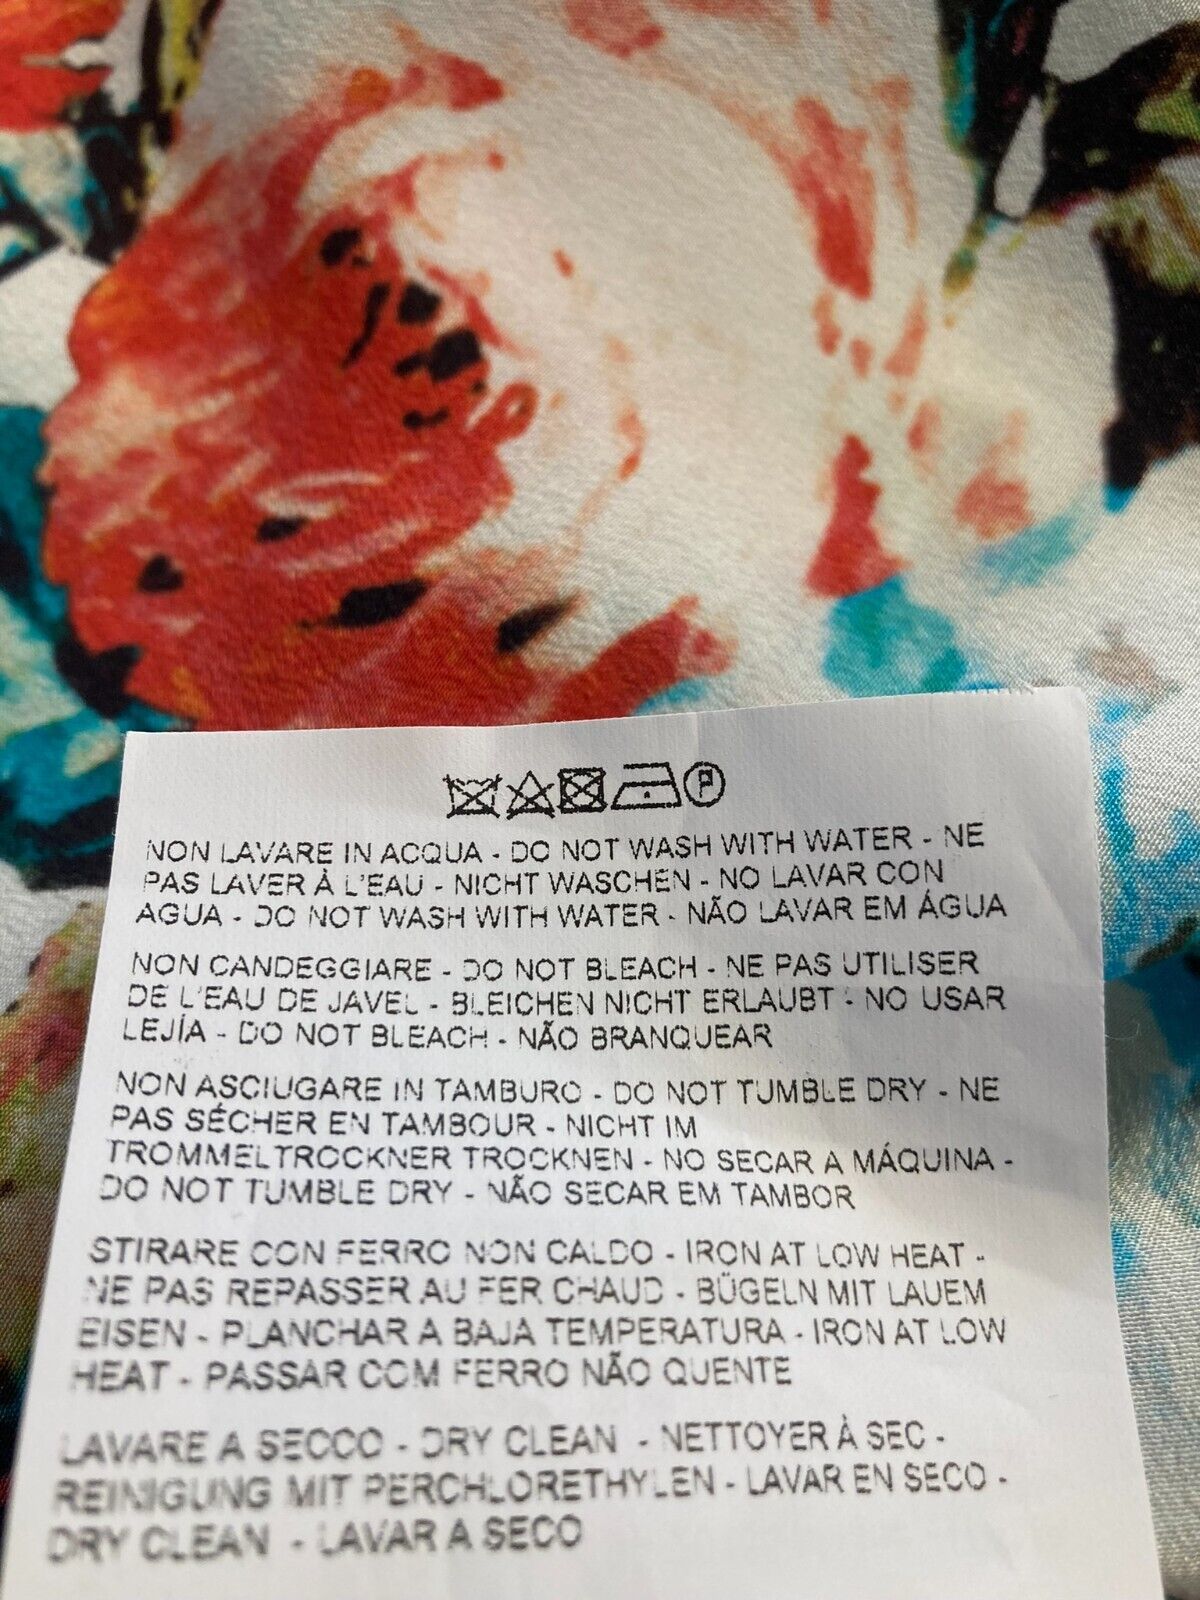 P
NON LAVARE IN ACQUA - DO NOT WASH WITH WATER - NE
PAS LAVER À L'EAU - NICHT WASCHEN - NO LAVAR CON
AGUA - DO NOT WASH WITH WATER - NÃO LAVAR EM ÁGUA
NON CANDEGGIARE - DO NOT BLEACH - NE PAS UTILISER
DE L'EAU DE JAVEL - BLEICHEN NICHT ERLAUBT - NO USAR
LEJÍA - DO NOT BLEACH - NÃO BRANQUEAR
NON ASCIUGARE IN TAMBURO - DO NOT TUMBLE DRY - NE
PAS SÉCHER EN TAMBOUR - NICHT IM
TROMMELTROCKNER TROCKNEN - NO SECAR A MÁQUINA -
DO NOT TUMBLE DRY - NÃO SECAR EM TAMBOR
STIRARE CON FERRO NON CALDO - IRON AT LOW HEAT -
NE PAS REPASSER AU FER CHAUD - BÜGELN MIT LAUEM
EISEN - PLANCHAR A BAJA TEMPERATURA - IRON AT LOW
HEAT - PASSAR COM FERRO NÃO QUENTE
LAVARE A SECCO - DRY CLEAN - NETTOYER À SEC -
REINIGUNG MIT PERCHLORETHYLEN - LAVAR EN SECO -
DRY CLEAN - LAVAR A SECO